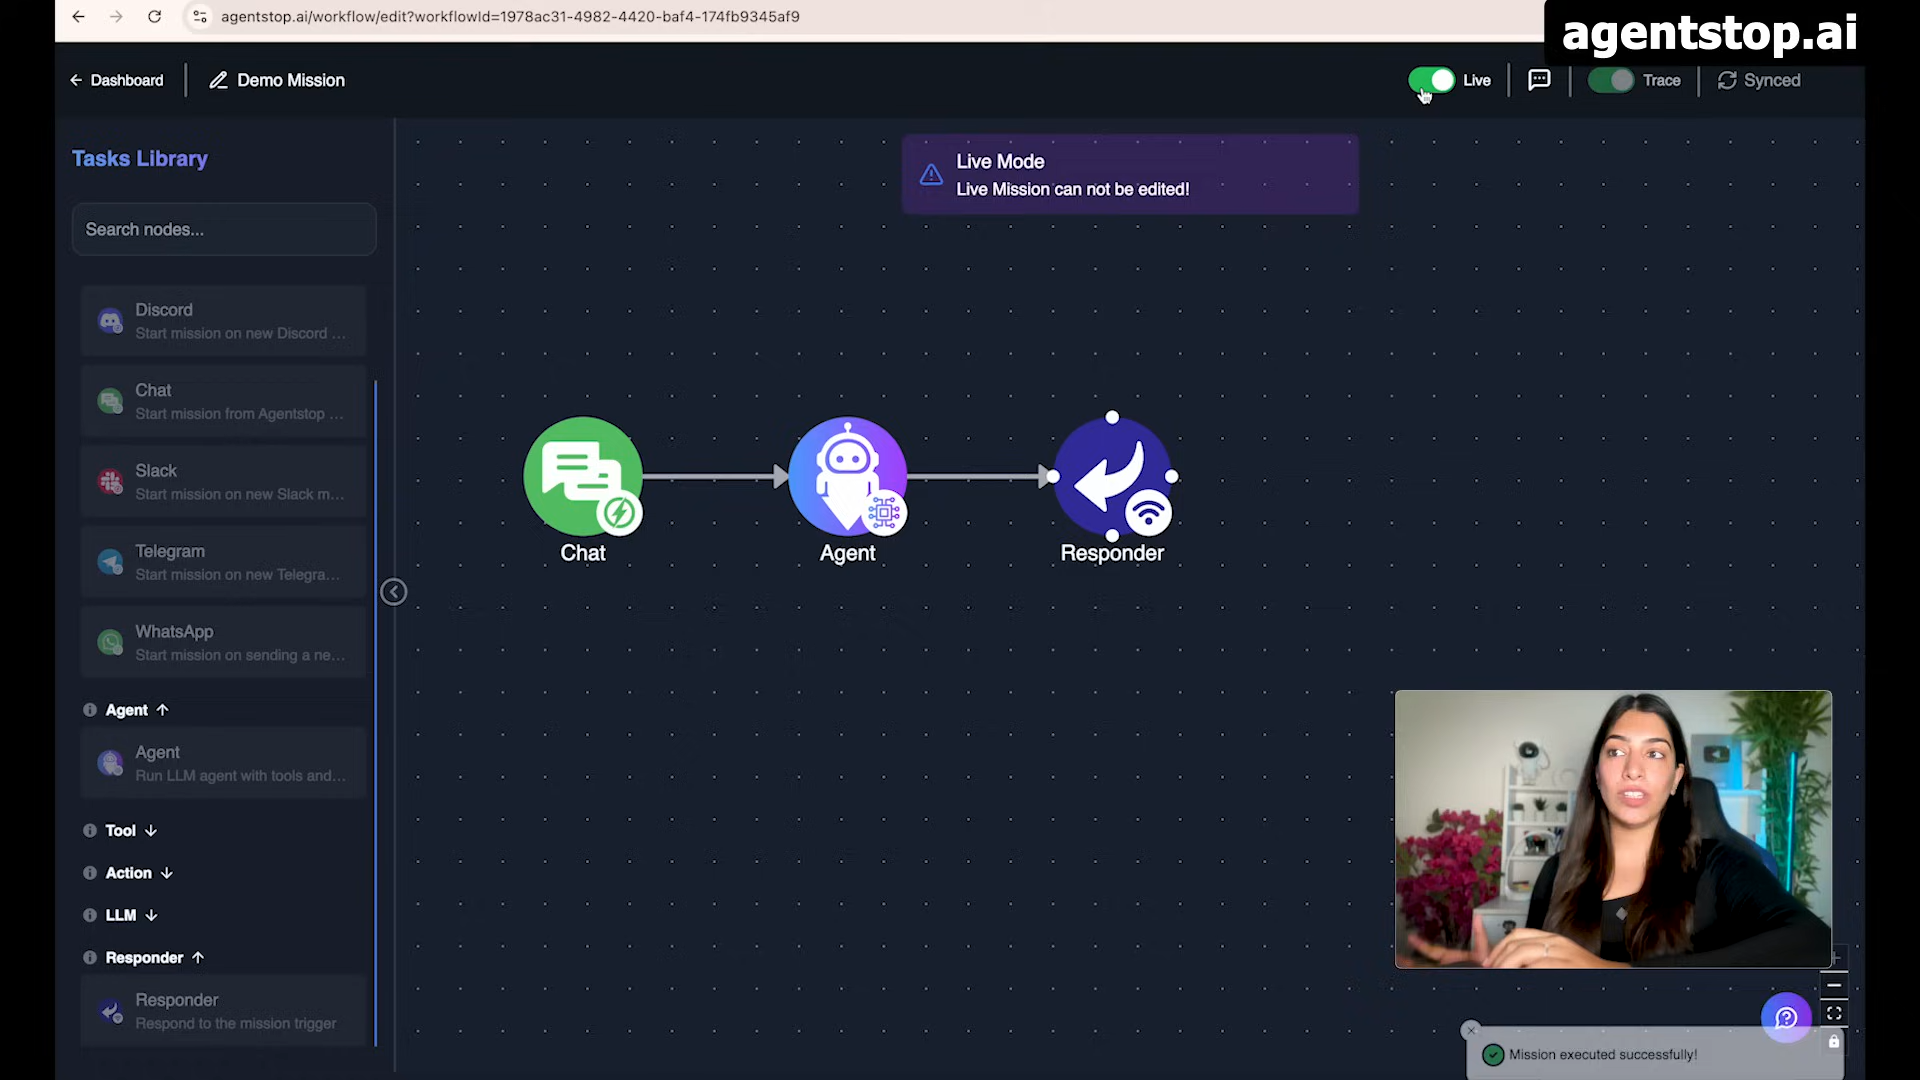 agentstop.ai/workflow/edit?workflowId=1978ac31-4982-4420-baf4-174fb9345af9
agentstop.ai
Dashboard
Demo Mission
Live
Trace
Synced
Tasks Library
Search nodes...
Discord
Start mission on new Discord ...
Chat
Start mission from Agentstop ...
Slack
Start mission on new Slack m...
Telegram
Start mission on new Telegra...
WhatsApp
Start mission on sending a ne...
Agent
Agent
Run LLM agent with tools and...
Tool
Action
LLM
Responder
Responder
Respond to the mission trigger
Live Mode
Live Mission can not be edited!
Chat
Agent
Responder
Mission executed successfully!